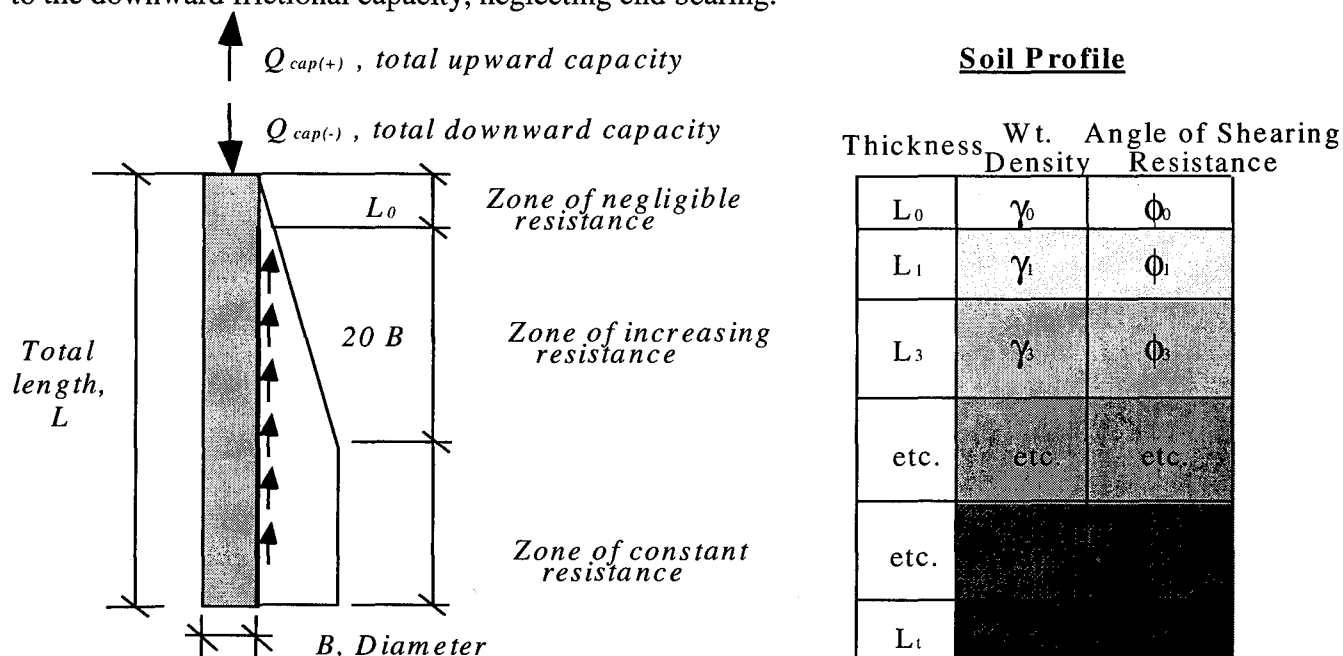 to the downward frictional capacity, neglecting end-bearing.
Q cap(+) , total upward capacity
Q cap(-) , total downward capacity
L0
Zone of negligible
resistance
20 B
Zone of increasing
resistance
Total
length,
L
Zone of constant
resistance
B, Diameter
Soil Profile
Thickness
Wt.
Density
Angle of Shearing
Resistance
L0 γ0 ϕ0
L1 γ1 ϕ1
L3 γ3 ϕ3
etc. etc. etc.
etc.
Lt